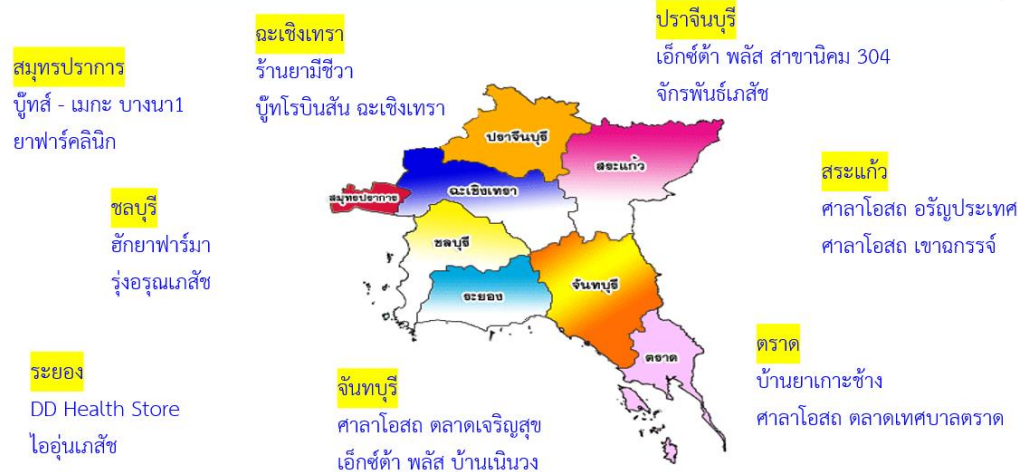 สมุทรปราการ
บู๊ทส์ - เมกะ บางนา1
ยาฟาร์คลินิก
ฉะเชิงเทรา
ร้านยามีชีวา
บู๊ทโรบินสัน ฉะเชิงเทรา
ปราจีนบุรี
เอ็กซ์ต้า พลัส สาขานิคม 304
จักรพันธ์เภสัช
สระแก้ว
ศาลาโอสถ อรัญประเทศ
ศาลาโอสถ เขาฉกรรจ์
ชลบุรี
ฮักยาฟาร์มา
รุ่งอรุณเภสัช
ปราจีนบุรี
สระแก้ว
ฉะเชิงเทรา
สมุทรปราการ
ชลบุรี
ระยอง
จันทบุรี
ตราด
ระยอง
DD Health Store
ไออุ่นเภสัช
จันทบุรี
ศาลาโอสถ ตลาดเจริญสุข
เอ็กซ์ต้า พลัส บ้านเนินวง
ตราด
บ้านยาเกาะช้าง
ศาลาโอสถ ตลาดเทศบาลตราด